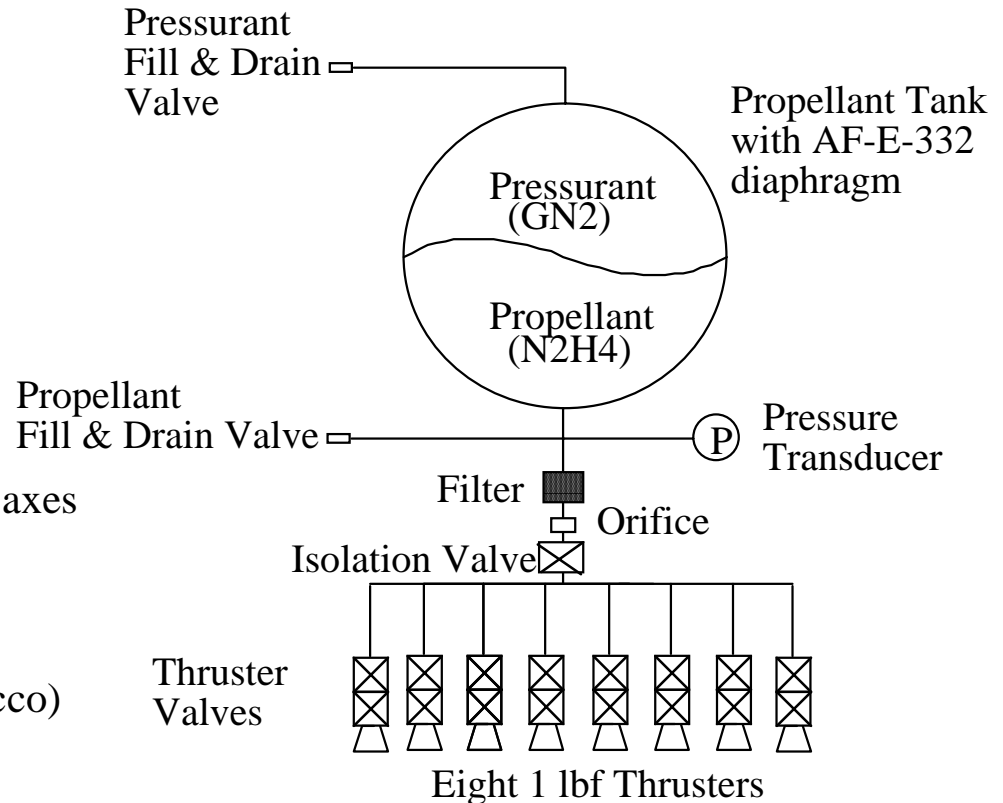 Pressurant
Fill & Drain
Valve
Propellant Tank
with AF-E-332
diaphragm
Pressurant
(GN2)
Propellant
(N2H4)
Propellant
Fill & Drain Valve
P
Pressure
Transducer
axes
Filter
Orifice
Isolation Valve
Thruster
Valves
cco)
Eight 1 lbf Thrusters